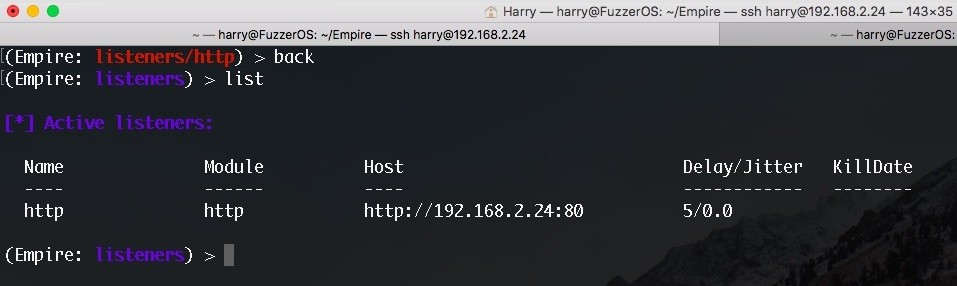 Harry — harry@FuzzerOS: ~/Empire — ssh harry@192.168.2.24 — 143×35
~ — harry@FuzzerOS: ~/Empire — ssh harry@192.168.2.24
~ — harry@FuzzerOS:
(Empire: listeners/http) > back
(Empire: listeners) > list
[*] Active listeners:
Name Module Host Delay/Jitter KillDate
---- ------ ---- ------------ --------
http http http://192.168.2.24:80 5/0.0
(Empire: listeners) >